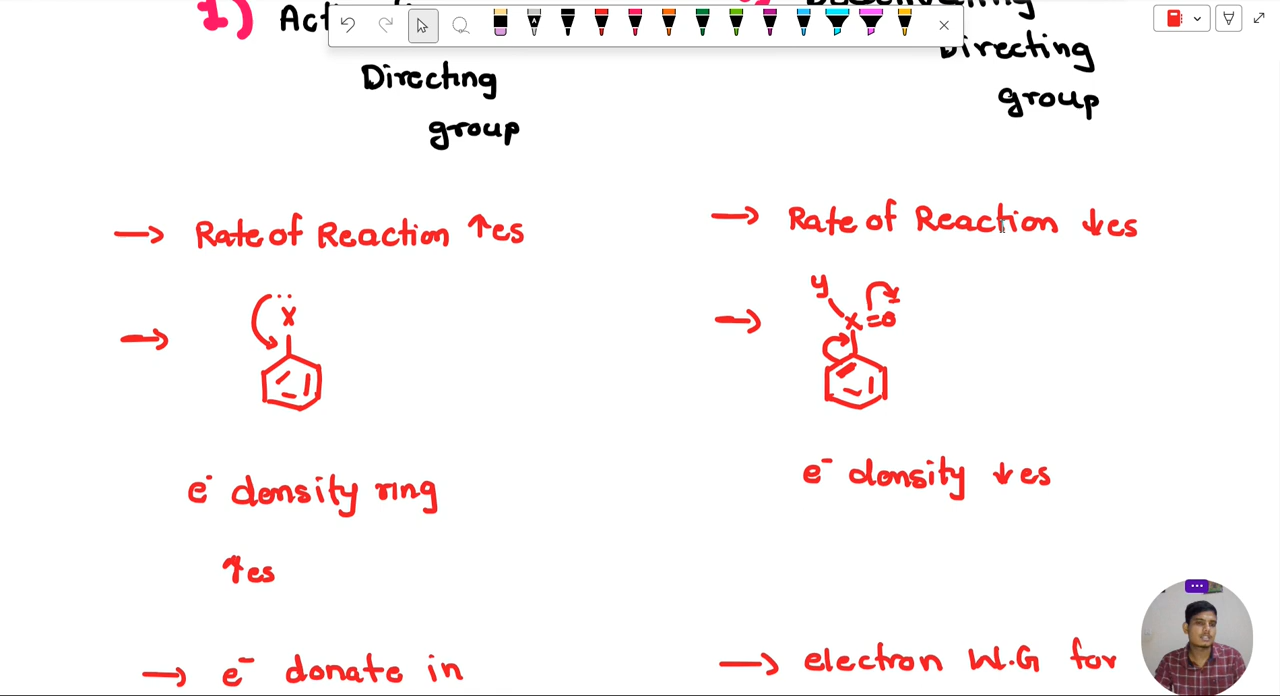 1)
Directing
group
Directing
group
→ Rate of Reaction ↑es
→ Rate of Reaction ↓es
→
X
→
y
x =O
e⁻ density ring
↑es
e⁻ density ↓es
→ e⁻ donate in
→ electron W.G for